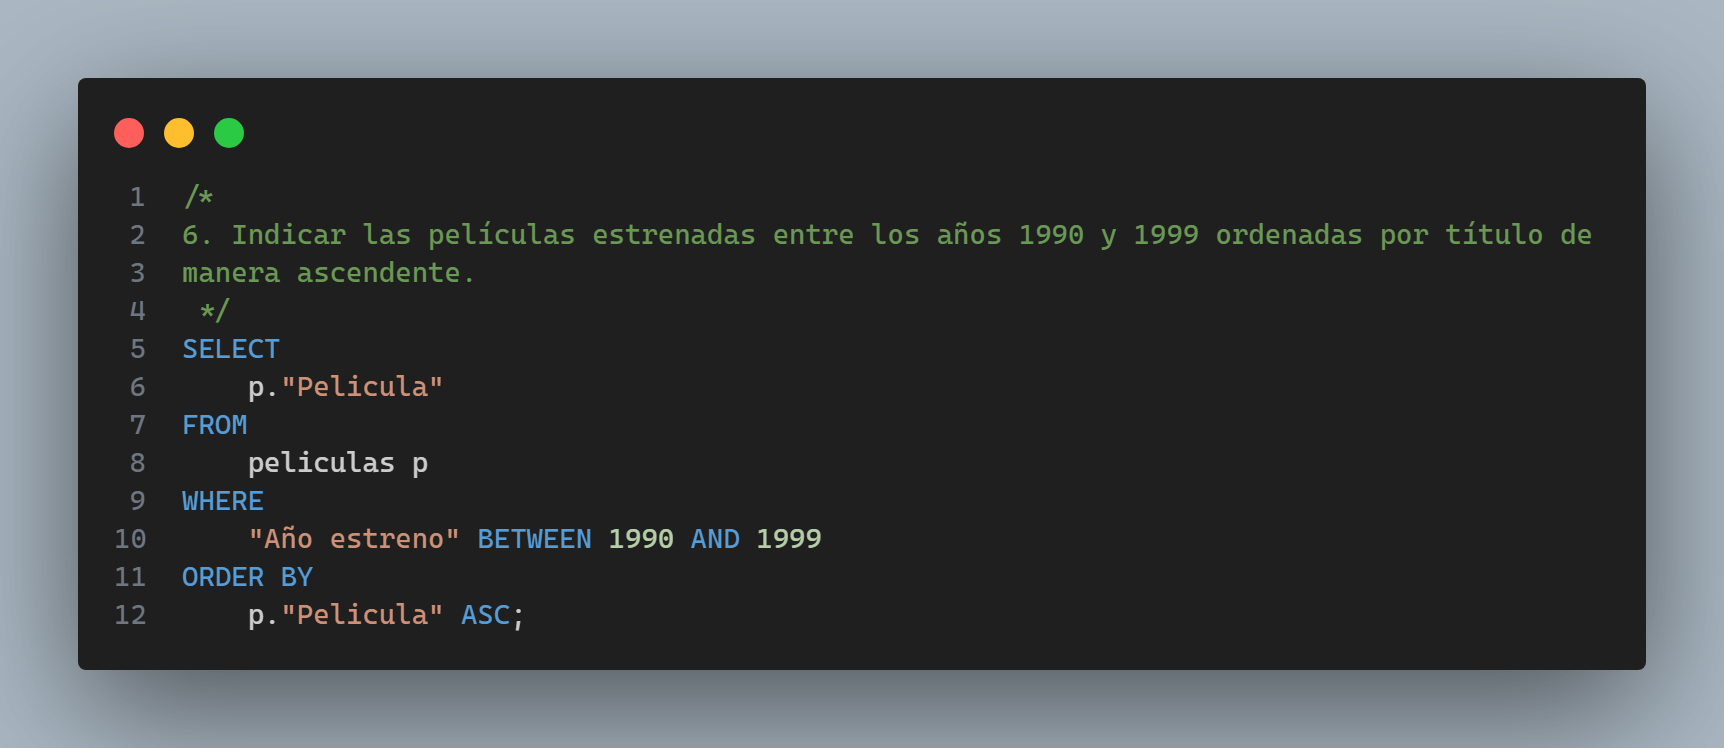 1 /*
2 6. Indicar las películas estrenadas entre los años 1990 y 1999 ordenadas por título de
3 manera ascendente.
4  */
5 SELECT
6     p."Pelicula"
7 FROM
8     peliculas p
9 WHERE
10     "Año estreno" BETWEEN 1990 AND 1999
11 ORDER BY
12     p."Pelicula" ASC;